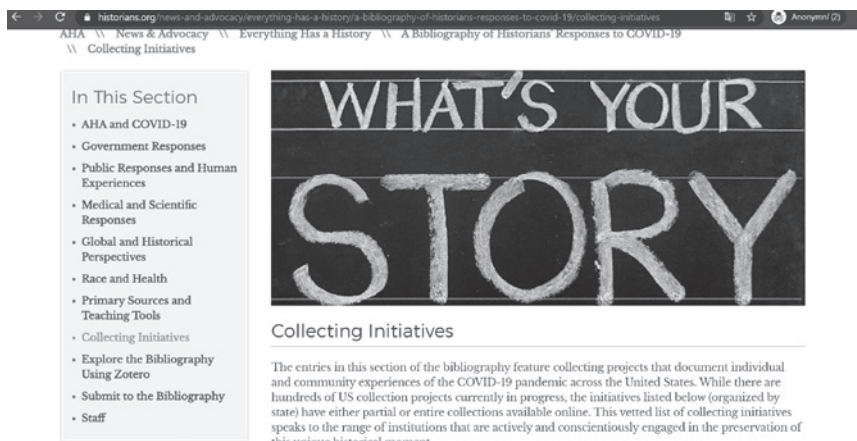 historians.org/news-and-advocacy/everything-has-a-history/a-bibliography-of-historians-responses-to-covid-19/collecting-initiatives
Anonymní (2)
AHA \\ News & Advocacy \\ Everything Has a History \\ A Bibliography of Historians' Responses to COVID-19
\\ Collecting Initiatives
In This Section
• AHA and COVID-19
• Government Responses
• Public Responses and Human
Experiences
• Medical and Scientific
Responses
• Global and Historical
Perspectives
• Race and Health
• Primary Sources and
Teaching Tools
• Collecting Initiatives
• Explore the Bibliography
Using Zotero
• Submit to the Bibliography
• Staff
WHAT'S YOUR
STORY
Collecting Initiatives
The entries in this section of the bibliography feature collecting projects that document individual
and community experiences of the COVID-19 pandemic across the United States. While there are
hundreds of US collection projects currently in progress, the initiatives listed below (organized by
state) have either partial or entire collections available online. This vetted list of collecting initiatives
speaks to the range of institutions that are actively and conscientiously engaged in the preservation of
this unique historical moment.